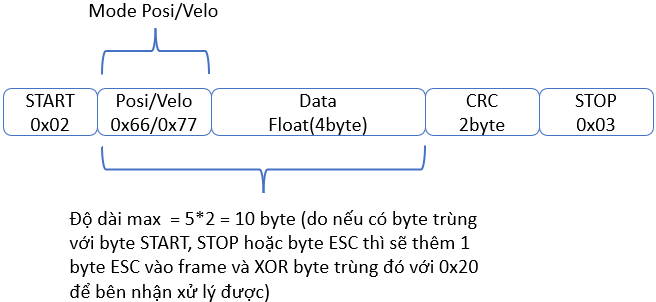 Mode Posi/Velo
START Posi/Velo Data CRC STOP
0x02 0x66/0x77 Float(4byte) 2byte 0x03
Độ dài max = 5*2 = 10 byte (do nếu có byte trùng
với byte START, STOP hoặc byte ESC thì sẽ thêm 1
byte ESC vào frame và XOR byte trùng đó với 0x20
để bên nhận xử lý được)